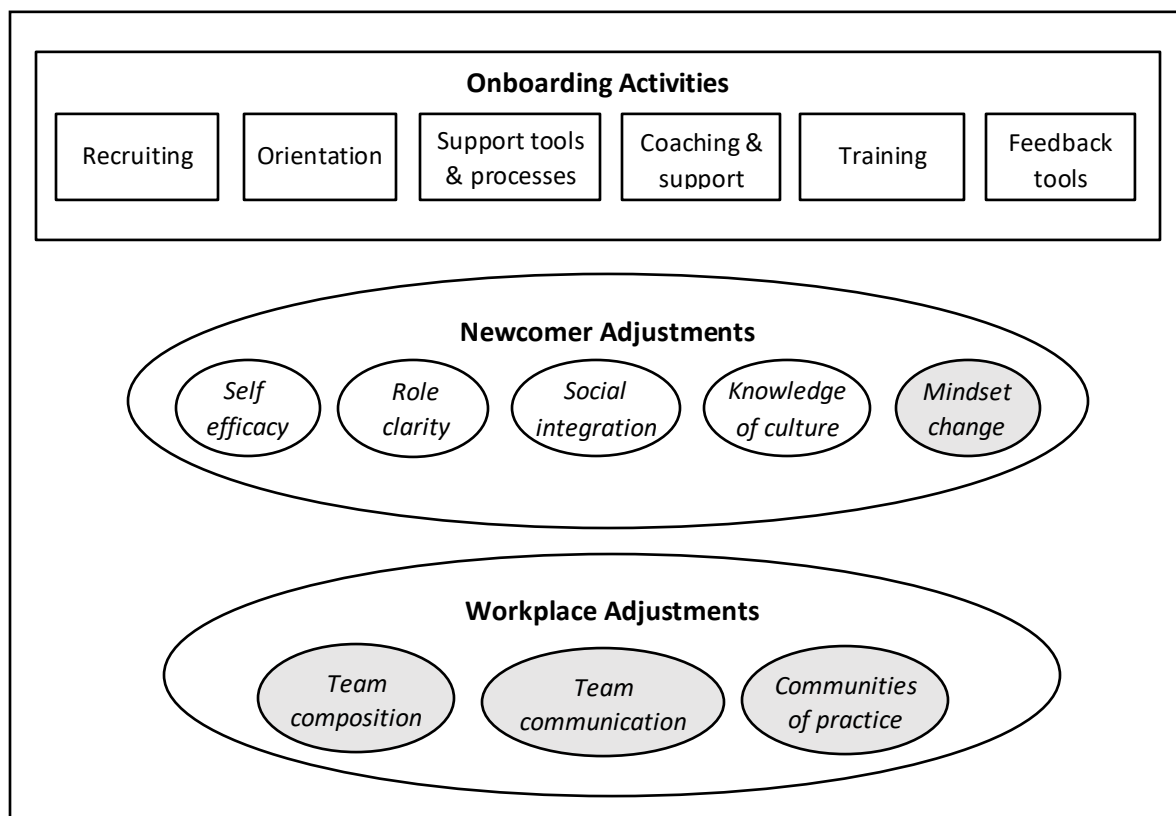 Onboarding Activities
Recruiting
Orientation
Support tools
& processes
Coaching &
support
Training
Feedback
tools
Newcomer Adjustments
Self
efficacy
Role
clarity
Social
integration
Knowledge
of culture
Mindset
change
Workplace Adjustments
Team
composition
Team
communication
Communities
of practice